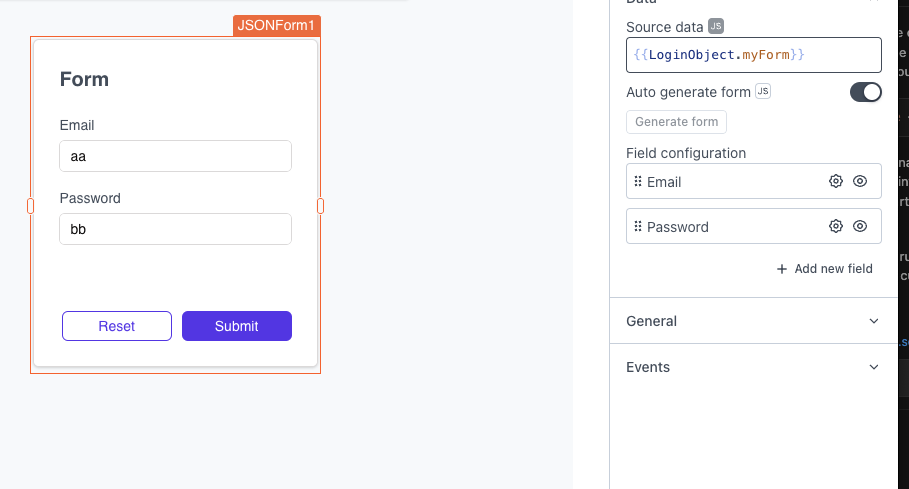 JSONForm1
Form
Email
aa
Password
bb
Reset
Submit
Source data JS
{{LoginObject.myForm}}
Auto generate form JS
Generate form
Field configuration
Email
Password
+ Add new field
General
Events